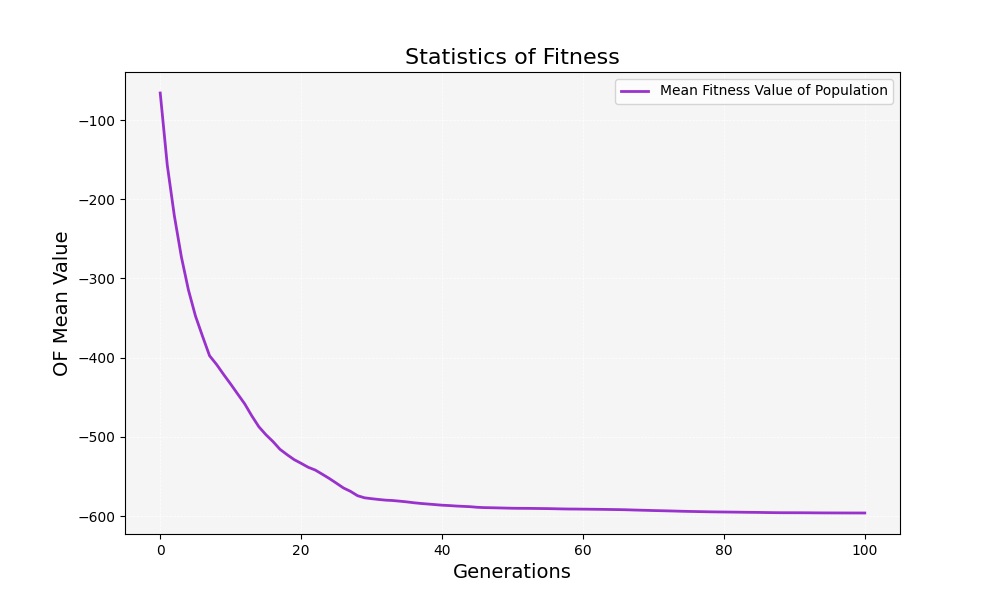 Statistics of Fitness
Mean Fitness Value of Population
OF Mean Value
−100
−200
−300
−400
−500
−600
0 20 40 60 80 100
Generations